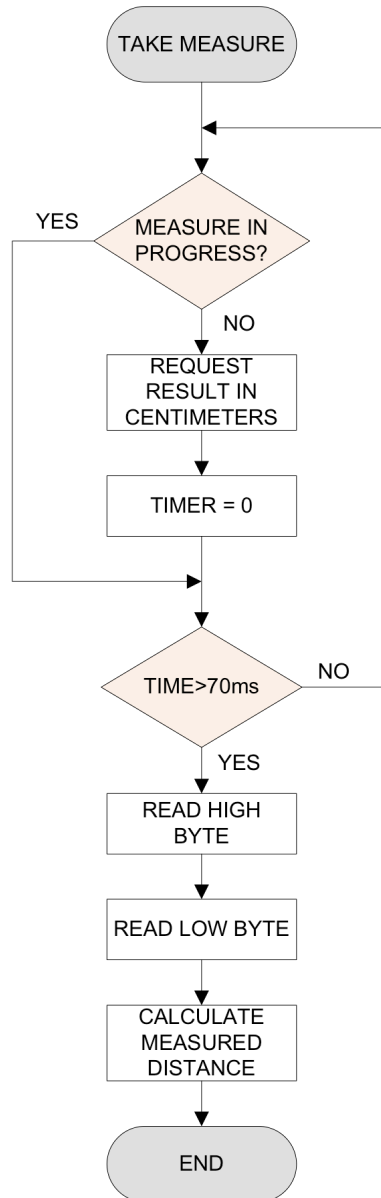 TAKE MEASURE
YES
MEASURE IN
PROGRESS?
NO
REQUEST
RESULT IN
CENTIMETERS
TIMER = 0
TIME>70ms
NO
YES
READ HIGH
BYTE
READ LOW BYTE
CALCULATE
MEASURED
DISTANCE
END